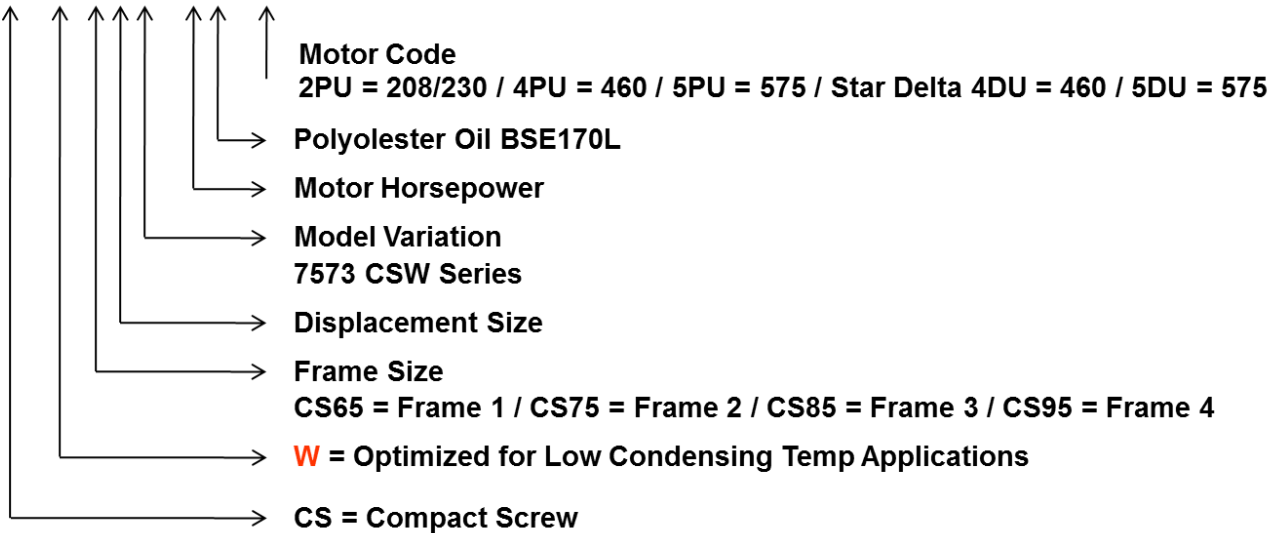 Motor Code
2PU = 208/230 / 4PU = 460 / 5PU = 575 / Star Delta 4DU = 460 / 5DU = 575
Polyolester Oil BSE170L
Motor Horsepower
Model Variation
7573 CSW Series
Displacement Size
Frame Size
CS65 = Frame 1 / CS75 = Frame 2 / CS85 = Frame 3 / CS95 = Frame 4
W = Optimized for Low Condensing Temp Applications
CS = Compact Screw